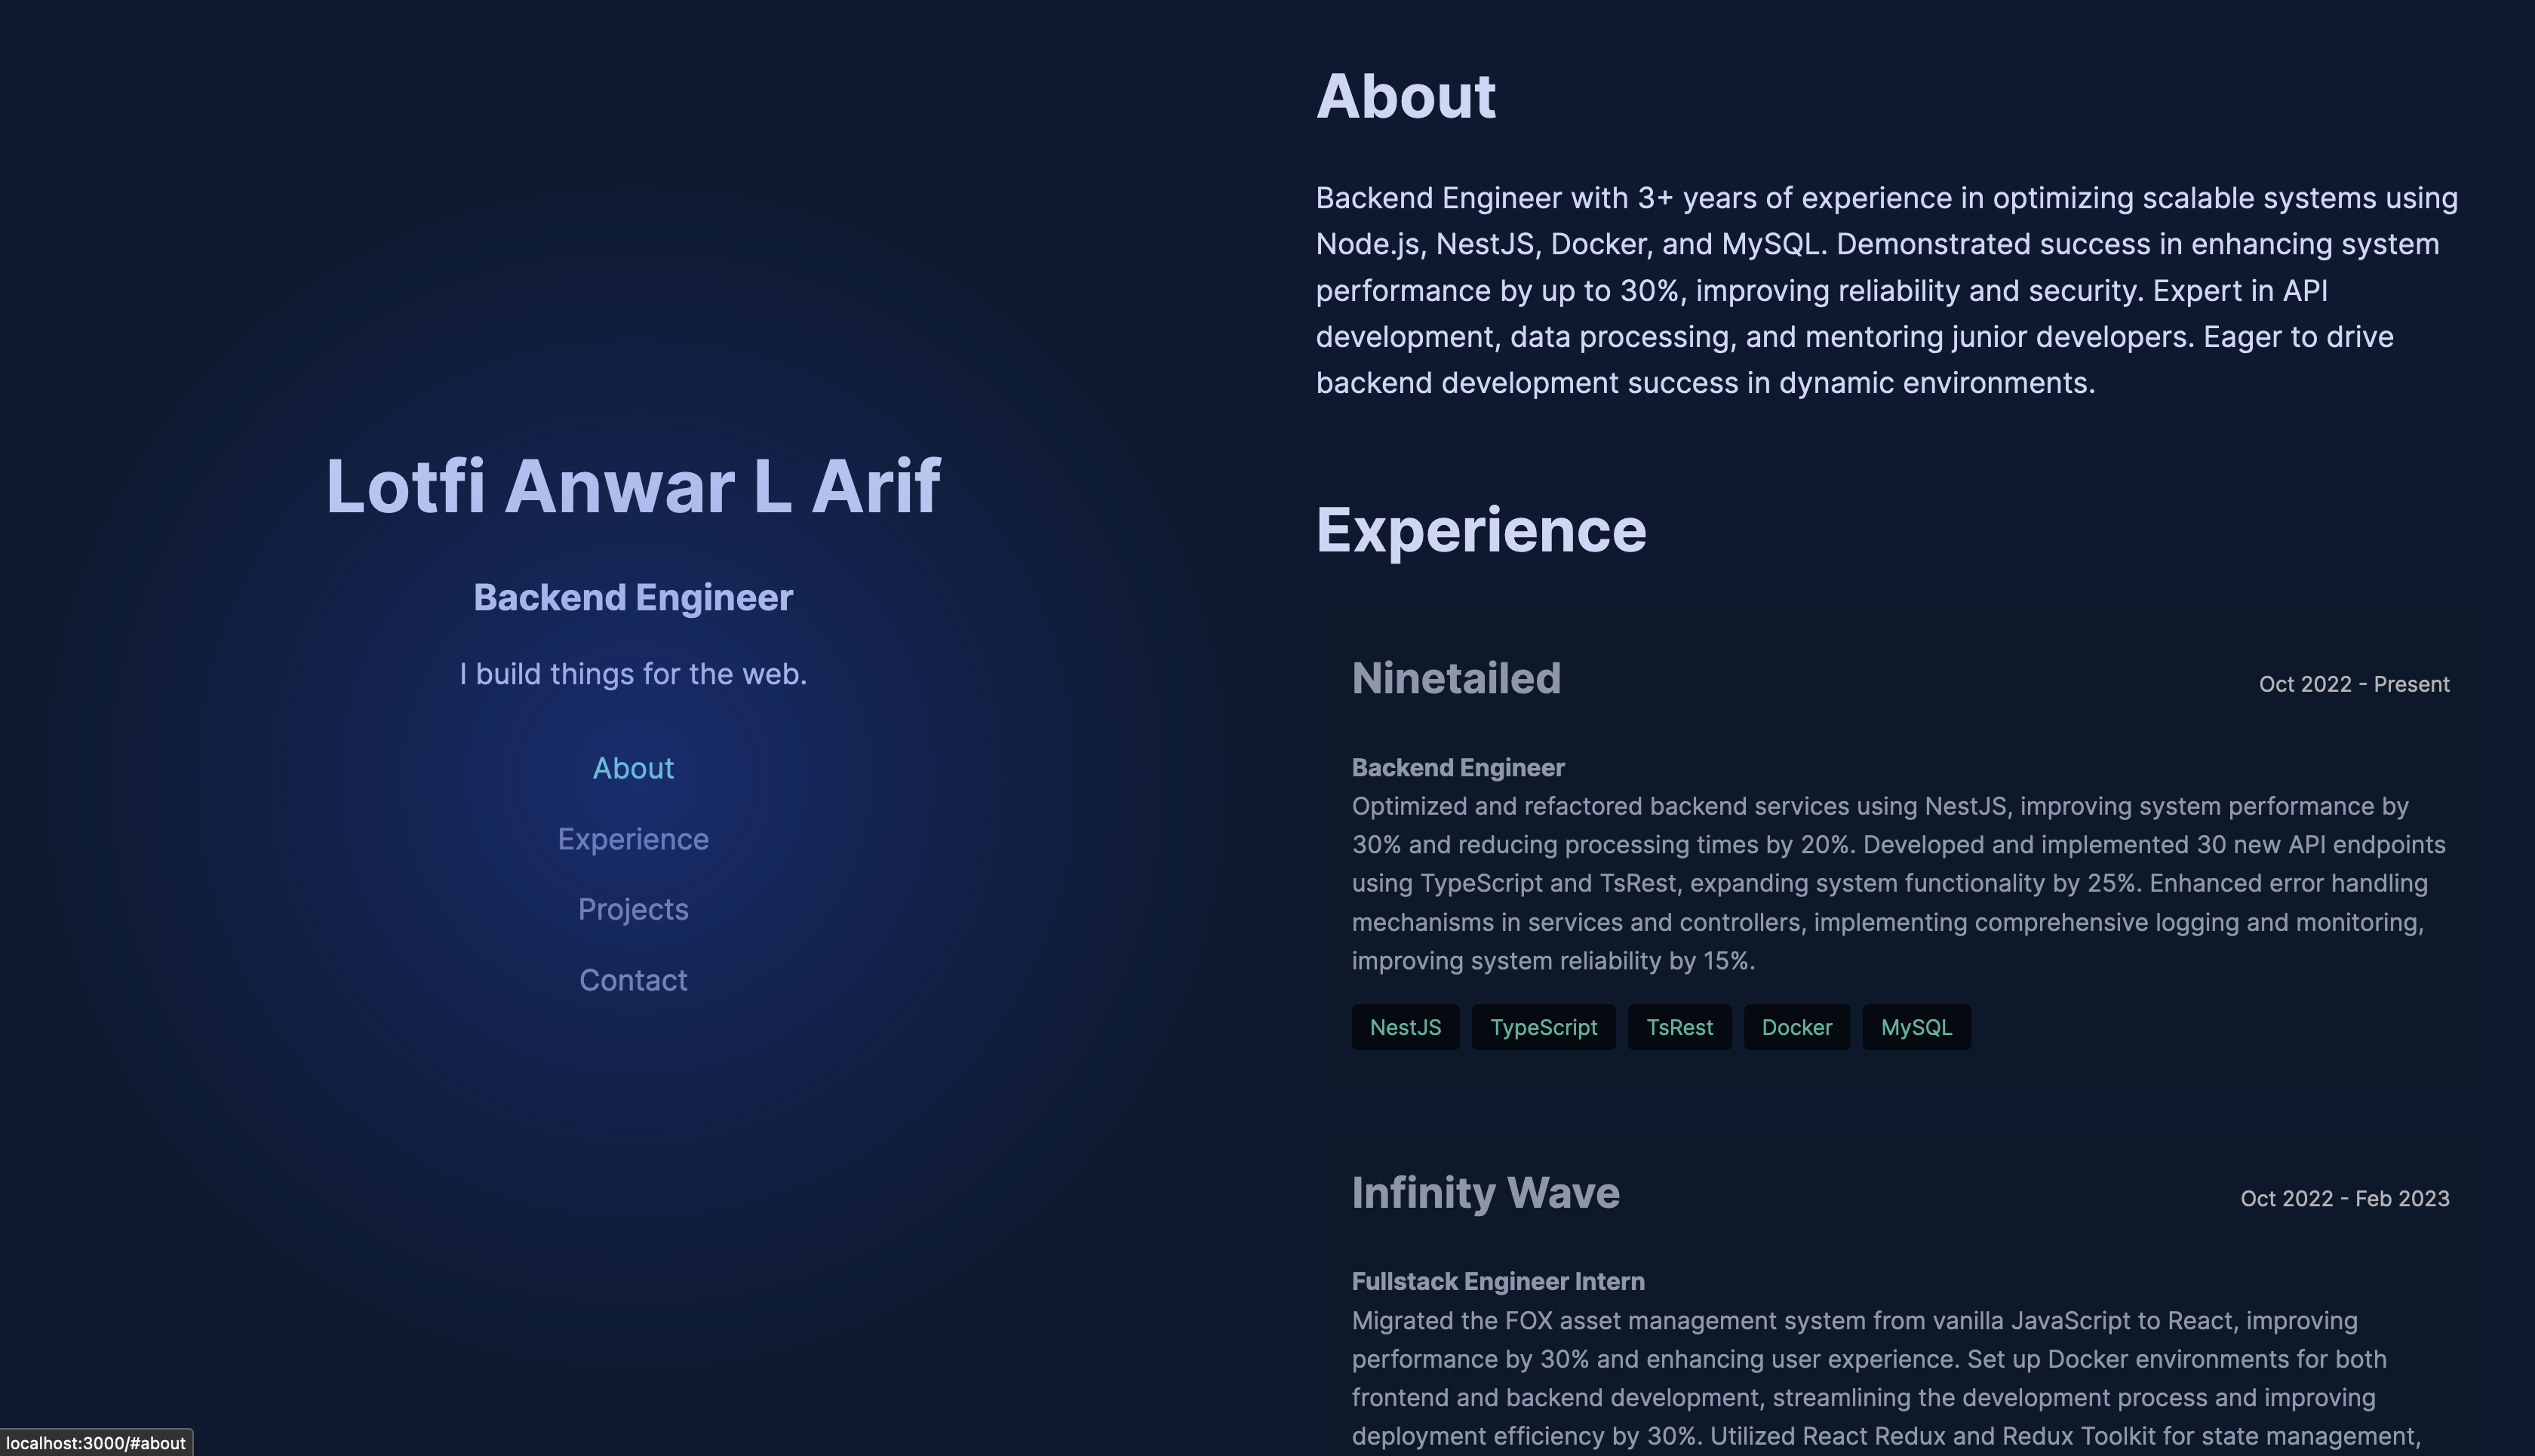 Lotfi Anwar L Arif
Backend Engineer
I build things for the web.
About
Experience
Projects
Contact
About
Backend Engineer with 3+ years of experience in optimizing scalable systems using
Node.js, NestJS, Docker, and MySQL. Demonstrated success in enhancing system
performance by up to 30%, improving reliability and security. Expert in API
development, data processing, and mentoring junior developers. Eager to drive
backend development success in dynamic environments.
Experience
Ninetailed
Oct 2022 - Present
Backend Engineer
Optimized and refactored backend services using NestJS, improving system performance by
30% and reducing processing times by 20%. Developed and implemented 30 new API endpoints
using TypeScript and TsRest, expanding system functionality by 25%. Enhanced error handling
mechanisms in services and controllers, implementing comprehensive logging and monitoring,
improving system reliability by 15%.
NestJS TypeScript TsRest Docker MySQL
Infinity Wave
Oct 2022 - Feb 2023
Fullstack Engineer Intern
Migrated the FOX asset management system from vanilla JavaScript to React, improving
performance by 30% and enhancing user experience. Set up Docker environments for both
frontend and backend development, streamlining the development process and improving
deployment efficiency by 30%. Utilized React Redux and Redux Toolkit for state management,
localhost:3000/#about